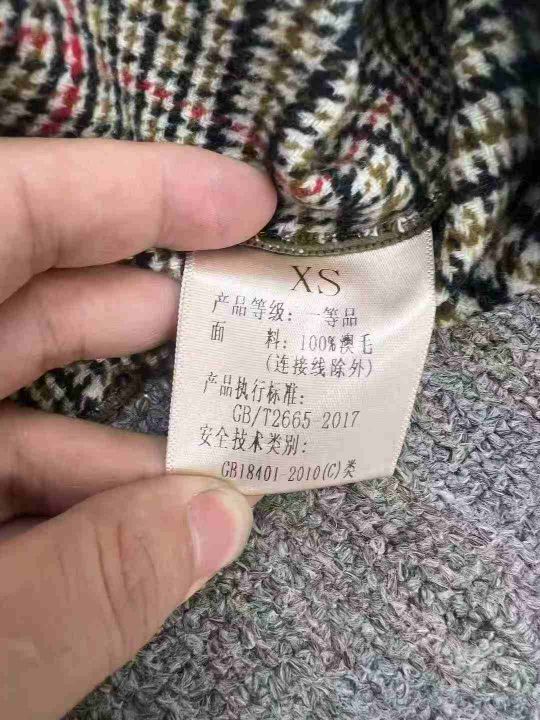 XS
产品等级：一等品
面　料：100%澳毛
(连接线除外)
产品执行标准：
GB/T2665-2017
安全技术类别：
GB18401-2010(C)类